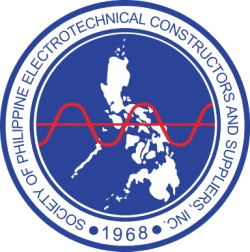 SOCIETY OF PHILIPPINE ELECTROTECHNICAL CONSTRUCTORS AND SUPPLIERS, INC.
• 1968 •